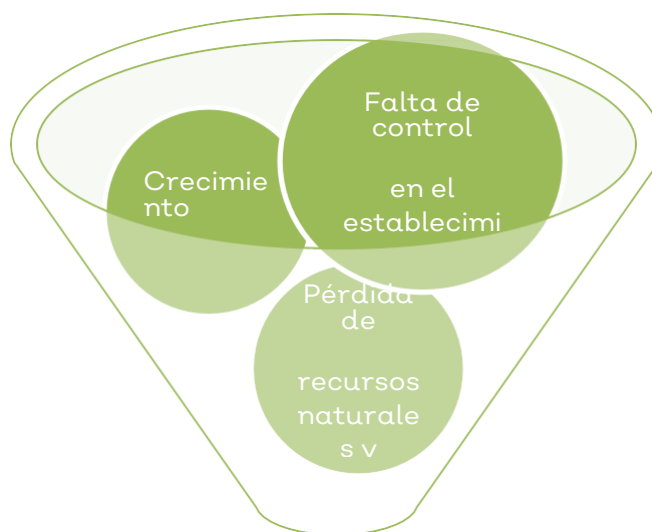 Falta de
control
en el
establecimi
Crecimie
nto
Pérdida
de
recursos
naturale
s v